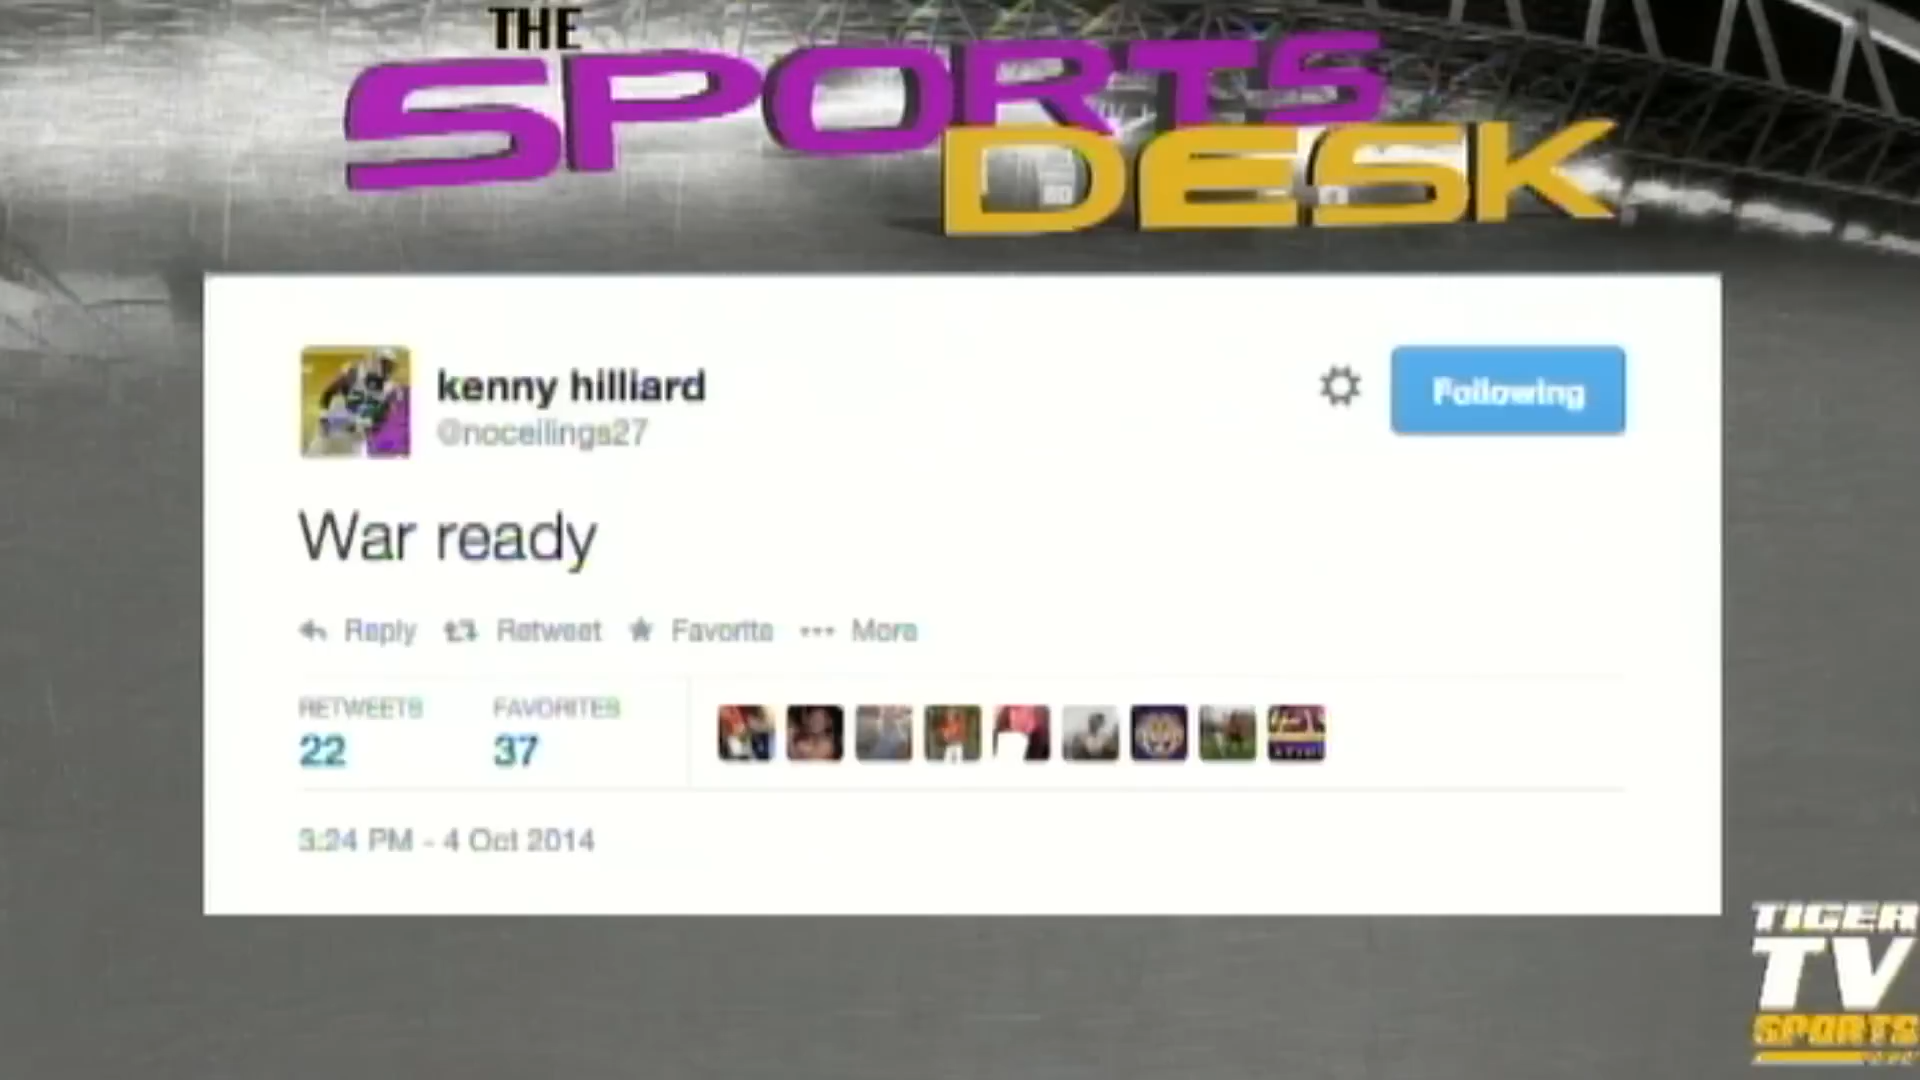 THE
SPORTS
DESK
kenny hilliard
@noceilings27
Following
War ready
Reply Retweet Favorite More
RETWEETS FAVORITES
22 37
3:24 PM - 4 Oct 2014
TIGER
TV
SPORTS